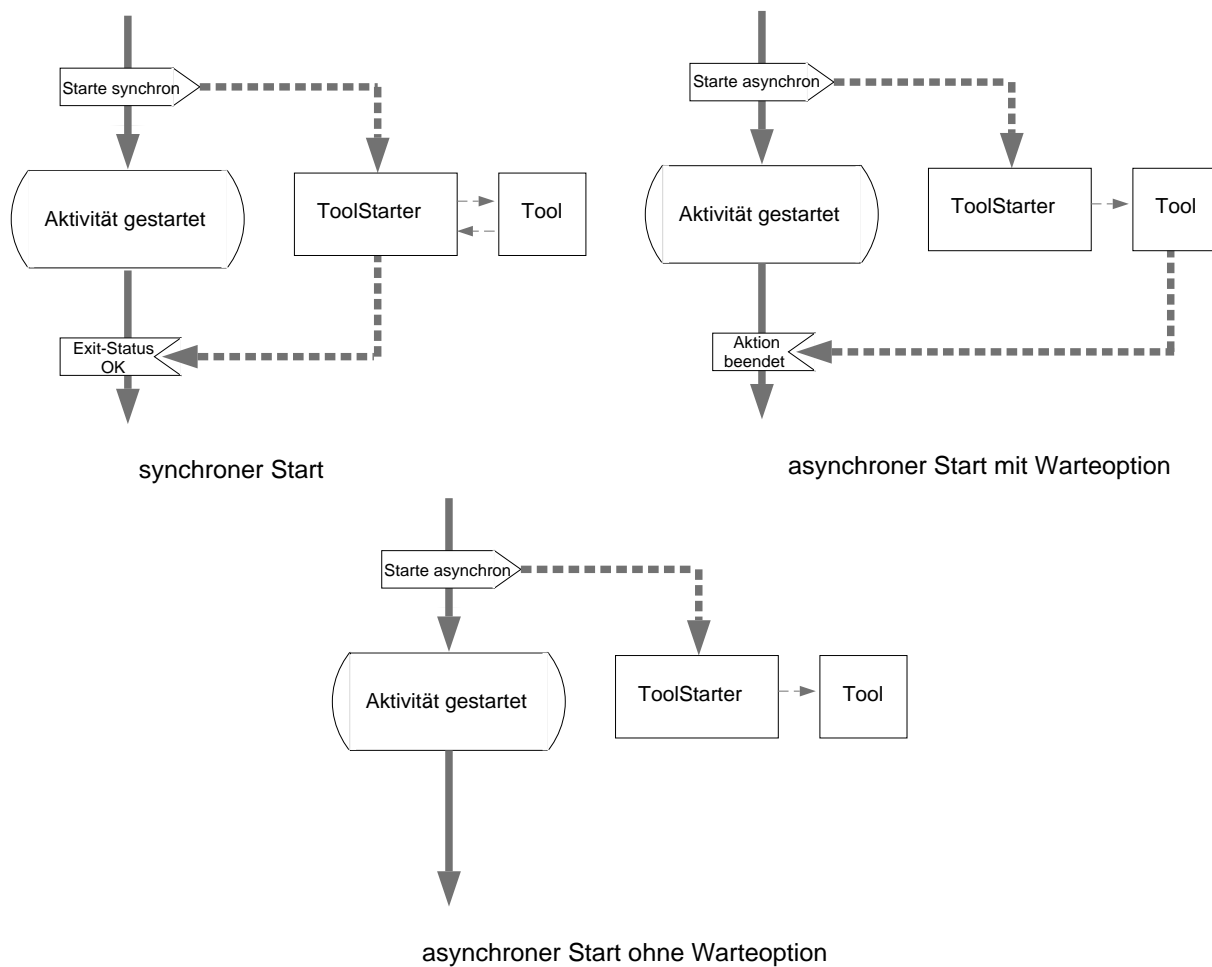 Starte synchron
Aktivität gestartet
ToolStarter
Tool
Exit-Status
OK
synchroner Start
Starte asynchron
Aktivität gestartet
ToolStarter
Tool
Aktion
beendet
asynchroner Start mit Warteoption
Starte asynchron
Aktivität gestartet
ToolStarter
Tool
asynchroner Start ohne Warteoption